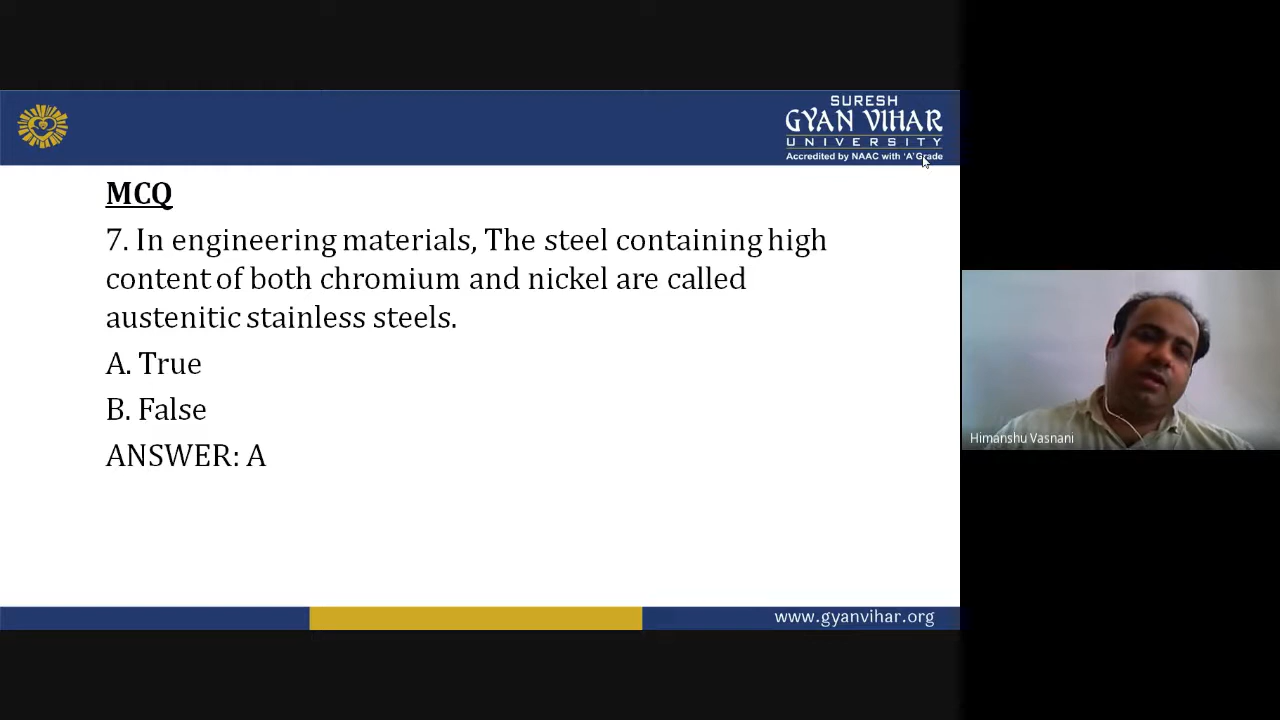 SURESH
GYAN VIHAR
UNIVERSITY
Accredited by NAAC with 'A' Grade
MCQ
7. In engineering materials, The steel containing high
content of both chromium and nickel are called
austenitic stainless steels.
A. True
B. False
ANSWER: A
Himanshu Vasnani
www.gyanvihar.org